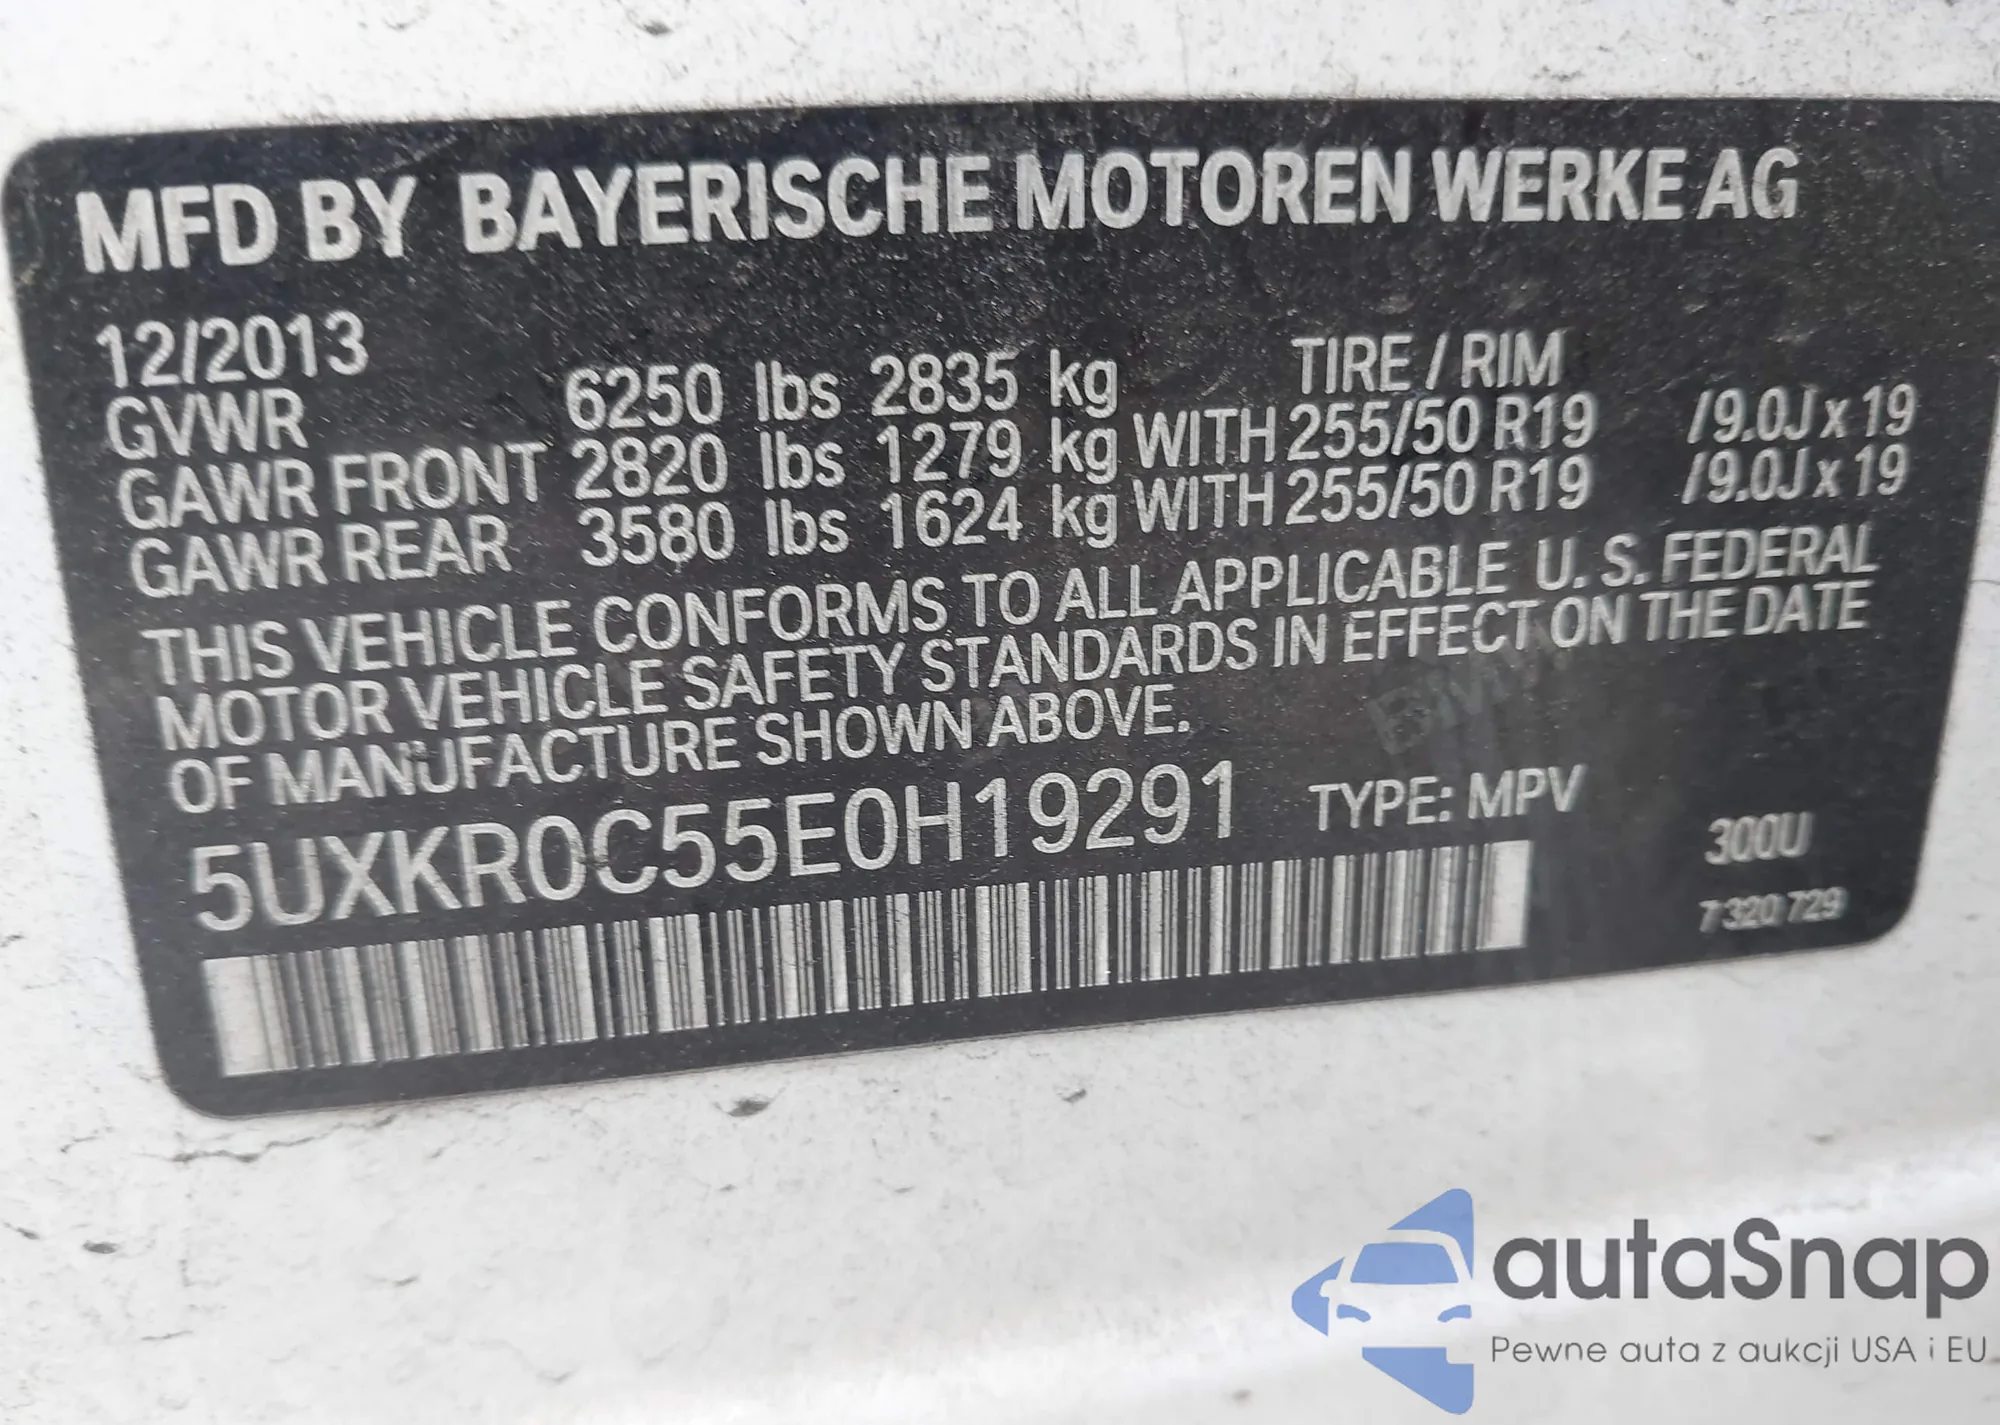 MFD BY BAYERISCHE MOTOREN WERKE AG
12/2013
TIRE / RIM
GVWR 6250 lbs 2835 kg
GAWR FRONT 2820 lbs 1279 kg WITH 255/50 R19 /9.0J x 19
GAWR REAR 3580 lbs 1624 kg WITH 255/50 R19 /9.0J x 19
THIS VEHICLE CONFORMS TO ALL APPLICABLE U. S. FEDERAL
MOTOR VEHICLE SAFETY STANDARDS IN EFFECT ON THE DATE
OF MANUFACTURE SHOWN ABOVE.
BMW
5UXKR0C55E0H19291 TYPE: MPV
300U
7 320 729
autaSnap
Pewne auta z aukcji USA i EU